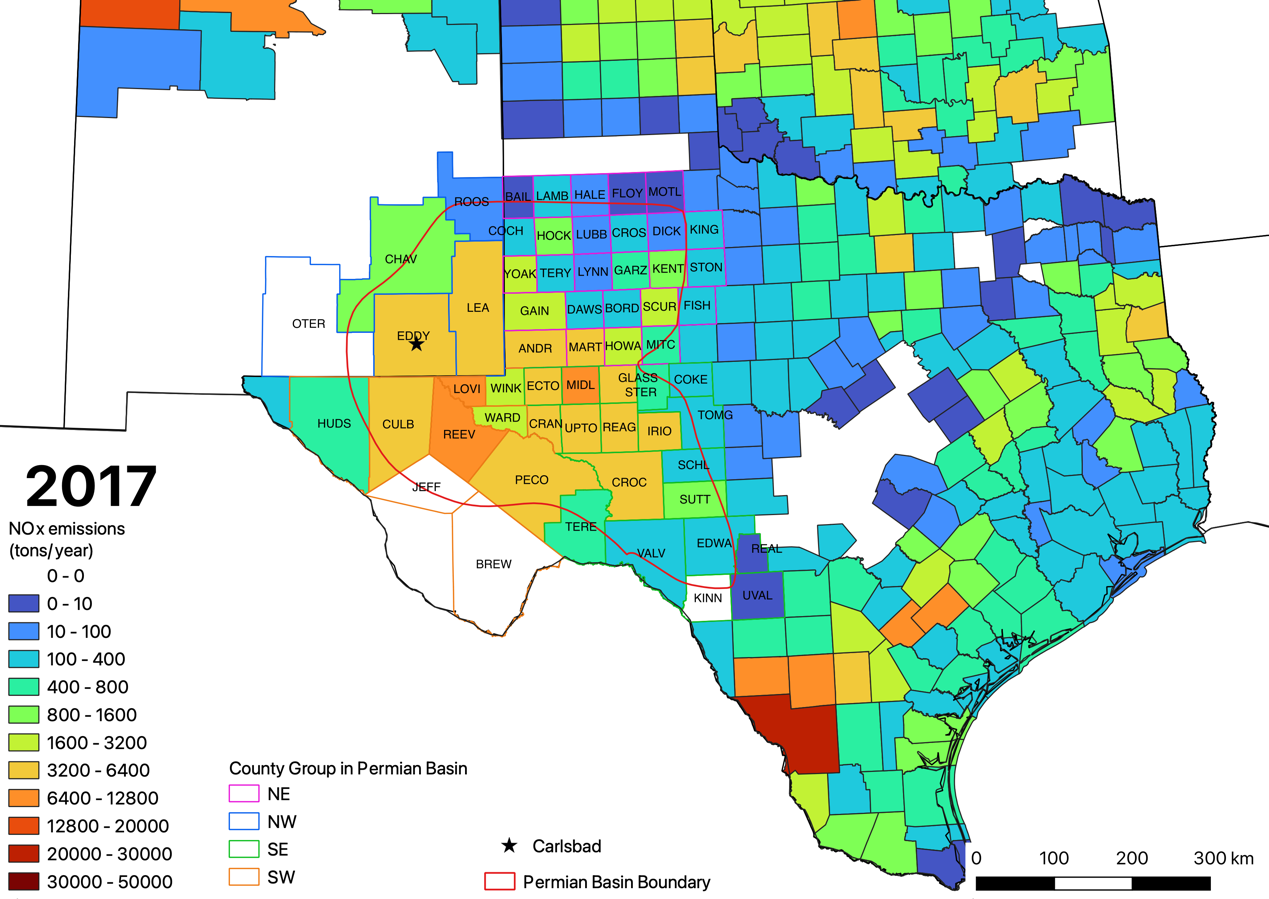 ROOS BAIL LAMB HALE FLOY MOTL
COCH HOCK LUBB CROS DICK KING
CHAV YOAK TERY LYNN GARZ KENT STON
OTER LEA GAIN DAWS BORD SCUR FISH
EDDY ANDR MART HOWA MITC
LOVI WINK ECTO MIDL GLASS STER COKE
HUDS CULB REEV WARD CRAN UPTO REAG IRIO TOMG
JEFF PECO CROC SCHL
SUTT
TERE
BREW VALV EDWA REAL
KINN UVAL
2017
NOx emissions
(tons/year)
0 - 0
0 - 10
10 - 100
100 - 400
400 - 800
800 - 1600
1600 - 3200
3200 - 6400
6400 - 12800
12800 - 20000
20000 - 30000
30000 - 50000
County Group in Permian Basin
NE
NW
SE
SW
Carlsbad
Permian Basin Boundary
0 100 200 300 km